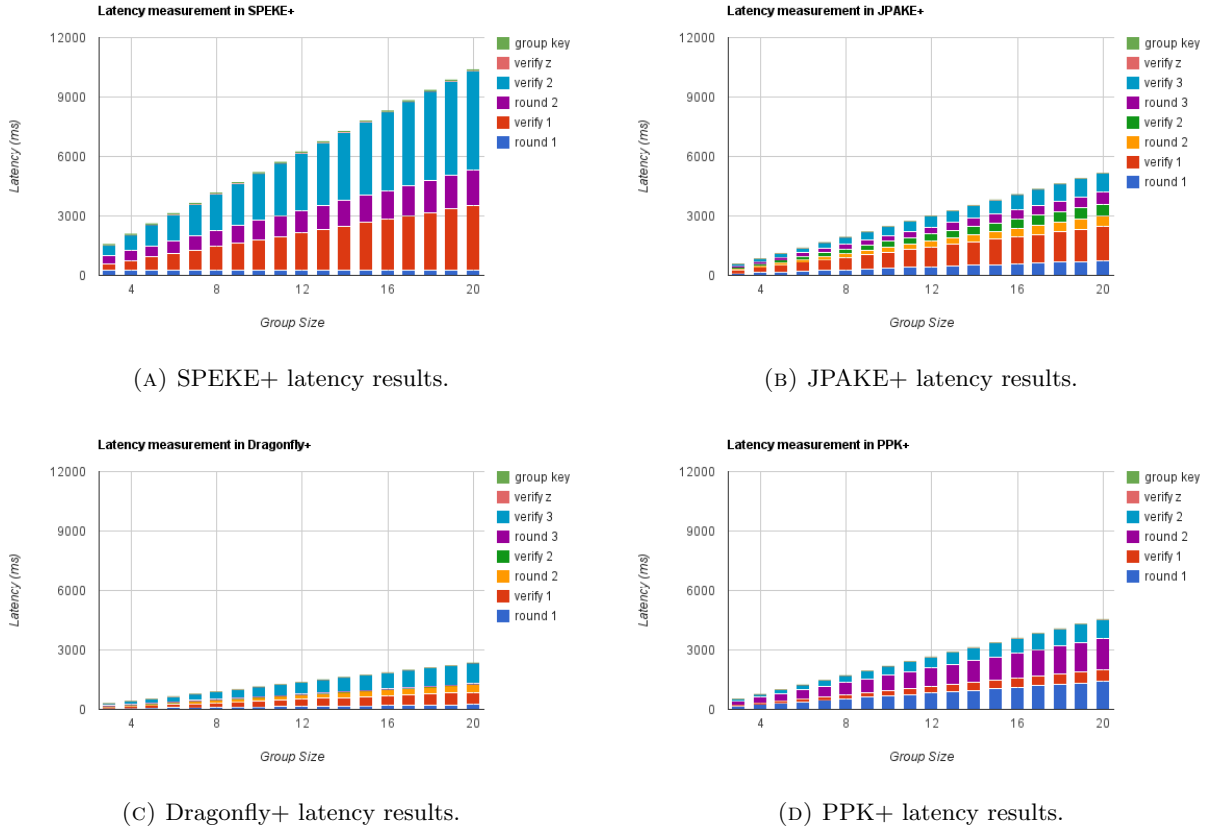 Latency measurement in SPEKE+
12000
9000
6000
3000
0
Latency (ms)
4
8
12
16
20
Group Size
group key
verify z
verify 2
round 2
verify 1
round 1
(A) SPEKE+ latency results.
Latency measurement in JPAKE+
12000
9000
6000
3000
0
Latency (ms)
4
8
12
16
20
Group Size
group key
verify z
verify 3
round 3
verify 2
round 2
verify 1
round 1
(B) JPAKE+ latency results.
Latency measurement in Dragonfly+
12000
9000
6000
3000
0
Latency (ms)
4
8
12
16
20
Group Size
group key
verify z
verify 3
round 3
verify 2
round 2
verify 1
round 1
(C) Dragonfly+ latency results.
Latency measurement in PPK+
12000
9000
6000
3000
0
Latency (ms)
4
8
12
16
20
Group Size
group key
verify z
verify 2
round 2
verify 1
round 1
(D) PPK+ latency results.